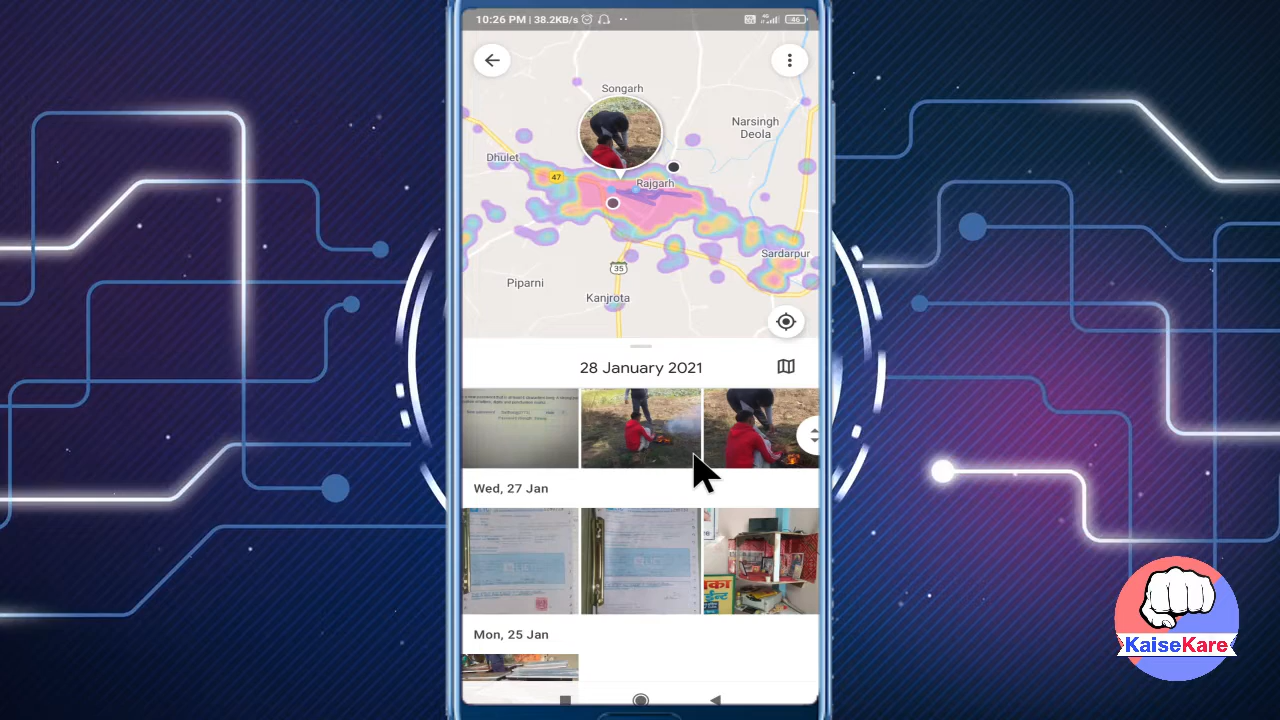 10:26 PM | 38.2KB/s
46
Songarh
Narsingh
Deola
Dhulet
47
Rajgarh
Sardarpur
35
Piparni
Kanjrota
28 January 2021
Wed, 27 Jan
Mon, 25 Jan
KaiseKare